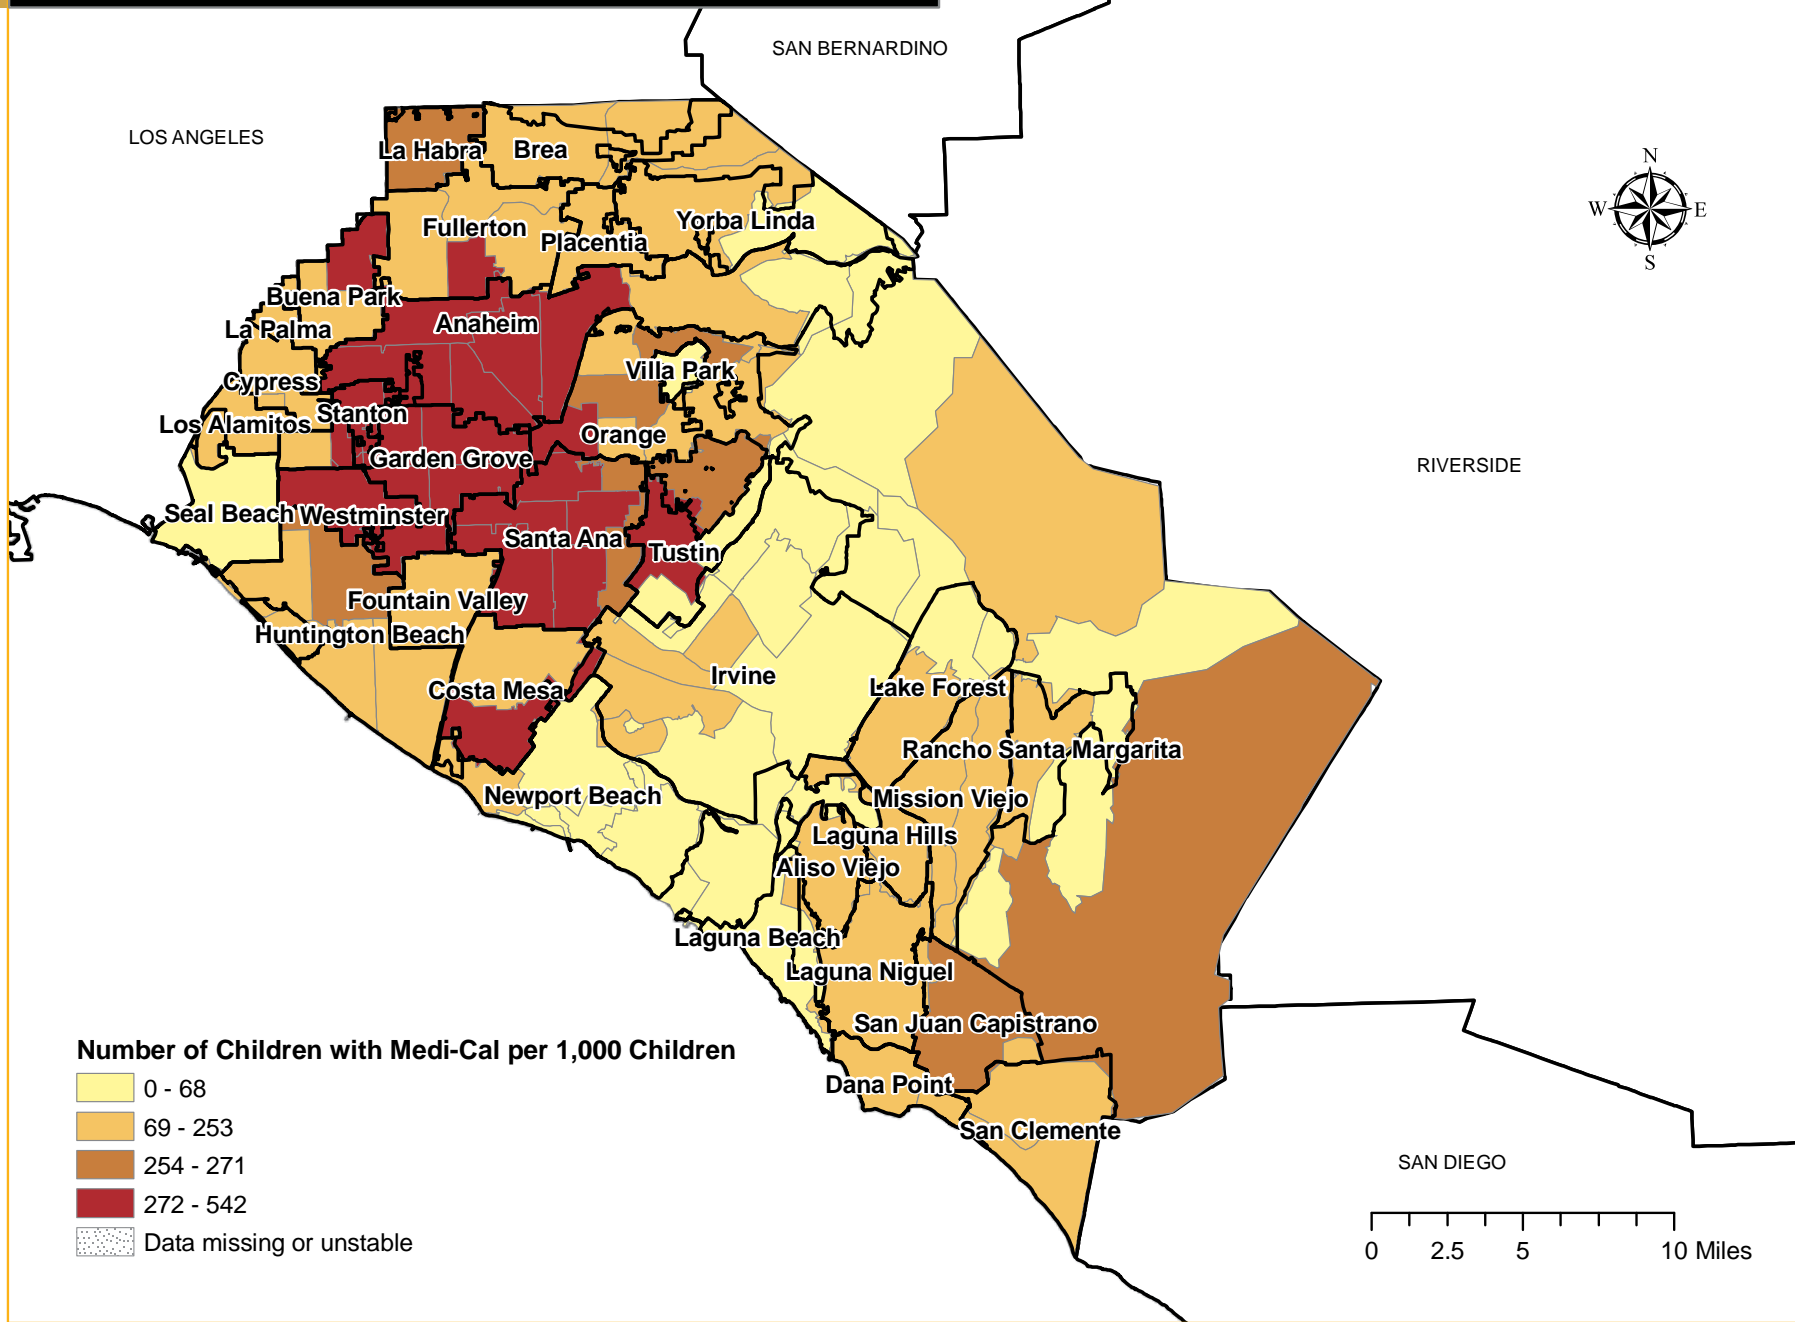 SAN BERNARDINO
LOS ANGELES
N
W
E
S
La Habra
Brea
Fullerton
Yorba Linda
Placentia
Buena Park
La Palma
Anaheim
Cypress
Villa Park
Stanton
Los Alamitos
Orange
Garden Grove
RIVERSIDE
Seal Beach
Westminster
Santa Ana
Tustin
Fountain Valley
Huntington Beach
Irvine
Costa Mesa
Lake Forest
Rancho Santa Margarita
Newport Beach
Mission Viejo
Laguna Hills
Aliso Viejo
Laguna Beach
Laguna Niguel
San Juan Capistrano
Dana Point
San Clemente
SAN DIEGO
Number of Children with Medi-Cal per 1,000 Children
0 - 68
69 - 253
254 - 271
272 - 542
Data missing or unstable
0 2.5 5 10 Miles